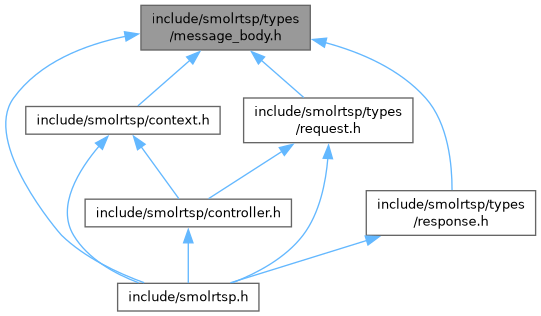 include/smolrtsp/types
/message_body.h
include/smolrtsp/context.h
include/smolrtsp/types
/request.h
include/smolrtsp/controller.h
include/smolrtsp/types
/response.h
include/smolrtsp.h